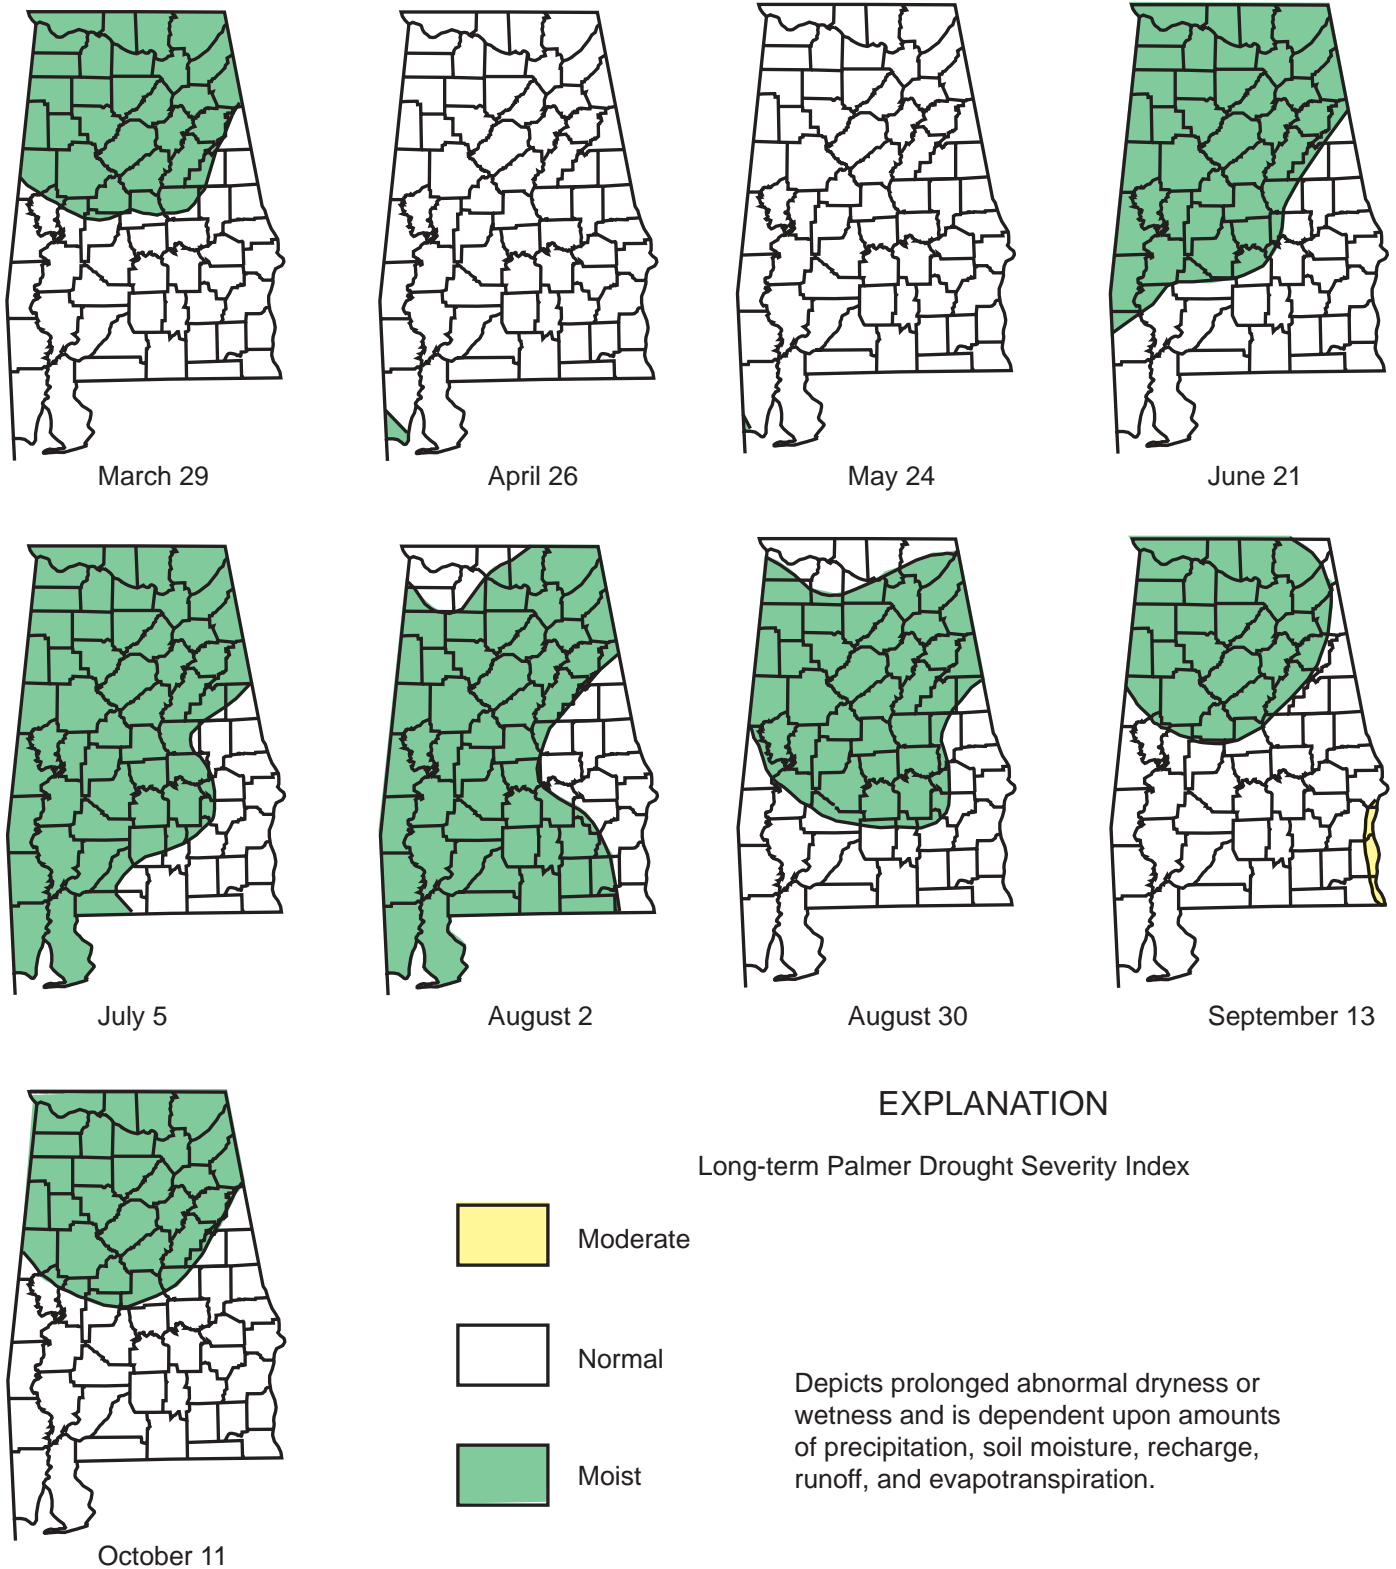 March 29
April 26
May 24
June 21
July 5
August 2
August 30
September 13
October 11
EXPLANATION
Long-term Palmer Drought Severity Index
Moderate
Normal
Moist
Depicts prolonged abnormal dryness or
wetness and is dependent upon amounts
of precipitation, soil moisture, recharge,
runoff, and evapotranspiration.